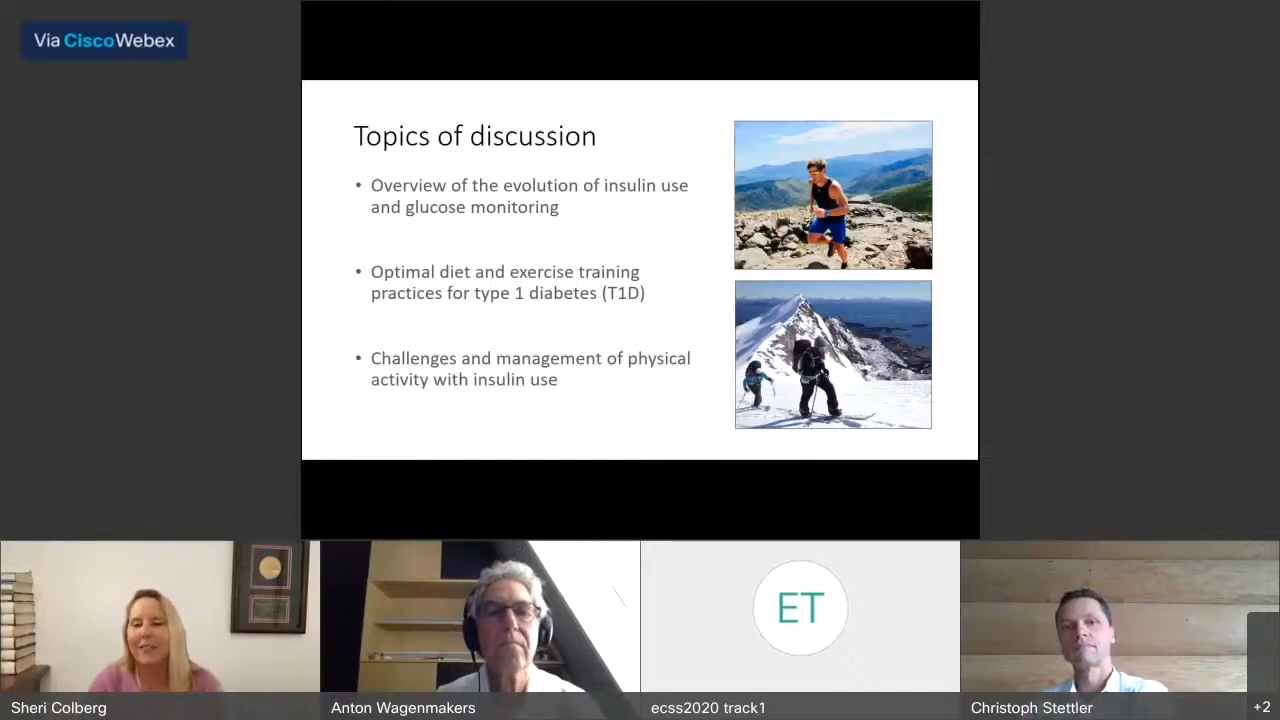 Via CiscoWebex
Topics of discussion
• Overview of the evolution of insulin use
and glucose monitoring
• Optimal diet and exercise training
practices for type 1 diabetes (T1D)
• Challenges and management of physical
activity with insulin use
ET
Sheri Colberg
Anton Wagenmakers
ecss2020 track1
Christoph Stettler
+2